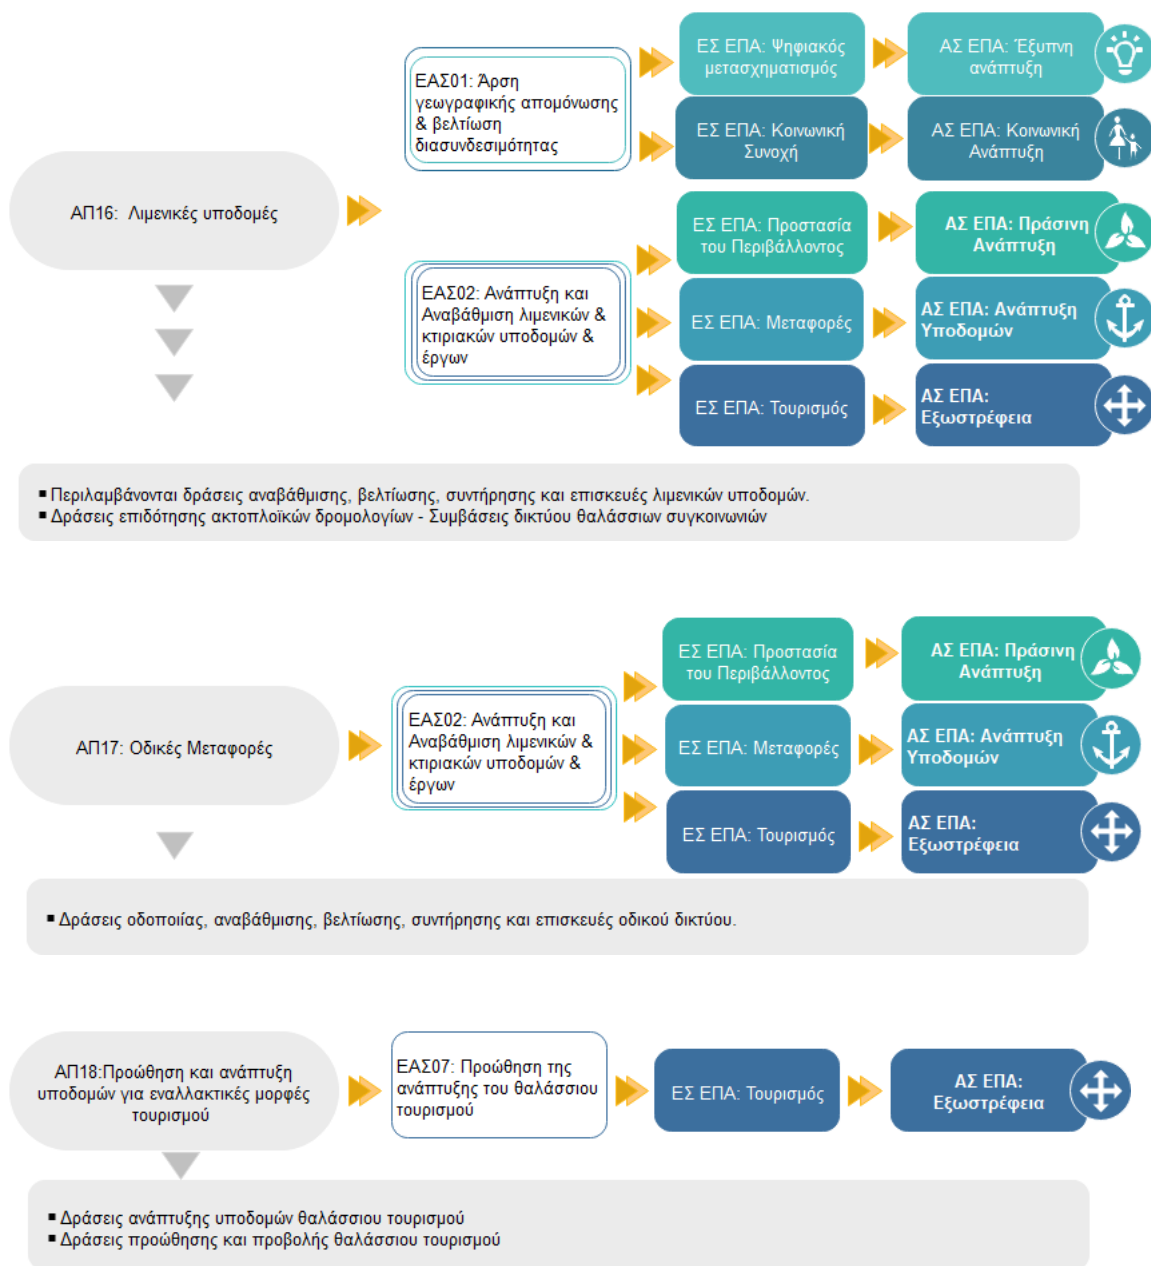 ΕΣ ΕΠΑ: Ψηφιακός
μετασχηματισμός
ΑΣ ΕΠΑ: Έξυπνη
ανάπτυξη
ΕΑΣ01: Άρση
γεωγραφικής απομόνωσης
& βελτίωση
διασυνδεσιμότητας
ΕΣ ΕΠΑ: Κοινωνική
Συνοχή
ΑΣ ΕΠΑ: Κοινωνική
Ανάπτυξη
ΑΠ16: Λιμενικές υποδομές
ΕΣ ΕΠΑ: Προστασία
του Περιβάλλοντος
ΑΣ ΕΠΑ: Πράσινη
Ανάπτυξη
ΕΑΣ02: Ανάπτυξη και
Αναβάθμιση λιμενικών &
κτιριακών υποδομών &
έργων
ΕΣ ΕΠΑ: Μεταφορές
ΑΣ ΕΠΑ: Ανάπτυξη
Υποδομών
ΕΣ ΕΠΑ: Τουρισμός
ΑΣ ΕΠΑ:
Εξωστρέφεια
▪ Περιλαμβάνονται δράσεις αναβάθμισης, βελτίωσης, συντήρησης και επισκευές λιμενικών υποδομών.
▪ Δράσεις επιδότησης ακτοπλοϊκών δρομολογίων - Συμβάσεις δικτύου θαλάσσιων συγκοινωνιών
ΕΣ ΕΠΑ: Προστασία
του Περιβάλλοντος
ΑΣ ΕΠΑ: Πράσινη
Ανάπτυξη
ΑΠ17: Οδικές Μεταφορές
ΕΑΣ02: Ανάπτυξη και
Αναβάθμιση λιμενικών &
κτιριακών υποδομών &
έργων
ΕΣ ΕΠΑ: Μεταφορές
ΑΣ ΕΠΑ: Ανάπτυξη
Υποδομών
ΕΣ ΕΠΑ: Τουρισμός
ΑΣ ΕΠΑ:
Εξωστρέφεια
▪ Δράσεις οδοποιίας, αναβάθμισης, βελτίωσης, συντήρησης και επισκευές οδικού δικτύου.
ΑΠ18:Προώθηση και ανάπτυξη
υποδομών για εναλλακτικές μορφές
τουρισμού
ΕΑΣ07: Προώθηση της
ανάπτυξης του θαλάσσιου
τουρισμού
ΕΣ ΕΠΑ: Τουρισμός
ΑΣ ΕΠΑ:
Εξωστρέφεια
▪ Δράσεις ανάπτυξης υποδομών θαλάσσιου τουρισμού
▪ Δράσεις προώθησης και προβολής θαλάσσιου τουρισμού